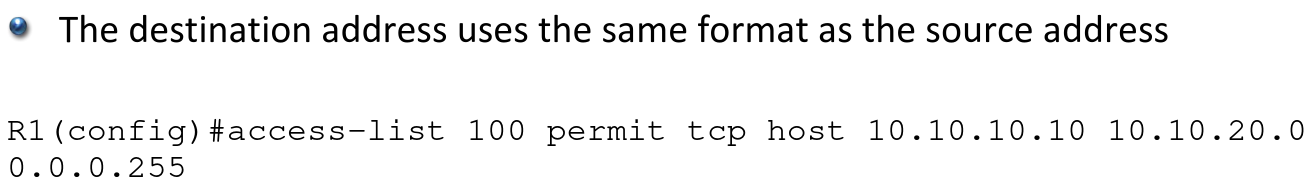 The destination address uses the same format as the source address
R1(config)#access-list 100 permit tcp host 10.10.10.10 10.10.20.0
0.0.0.255